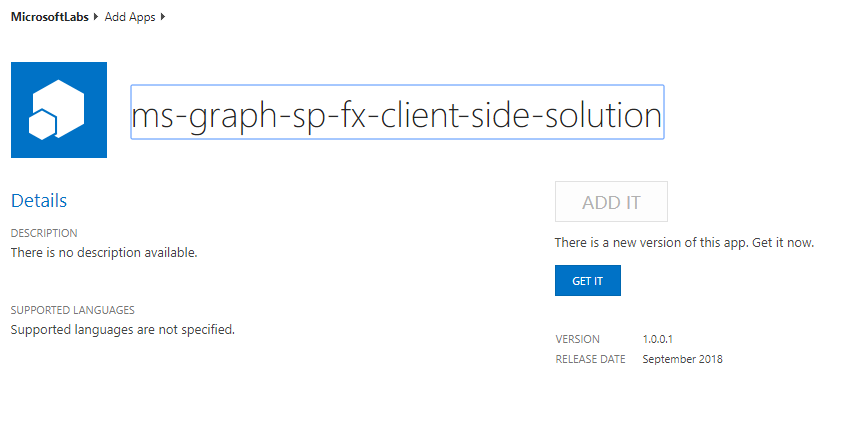 MicrosoftLabs Add Apps
ms-graph-sp-fx-client-side-solution
Details
DESCRIPTION
There is no description available.
SUPPORTED LANGUAGES
Supported languages are not specified.
ADD IT
There is a new version of this app. Get it now.
GET IT
VERSION 1.0.0.1
RELEASE DATE September 2018